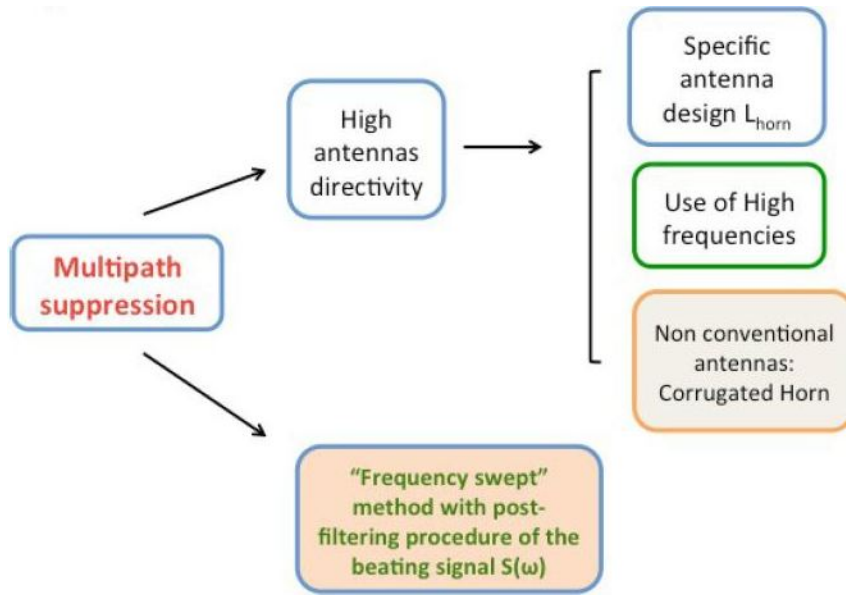 Multipath
suppression
High
antennas
directivity
Specific
antenna
design L_horn
Use of High
frequencies
Non conventional
antennas:
Corrugated Horn
“Frequency swept”
method with post-
filtering procedure of the
beating signal S(ω)